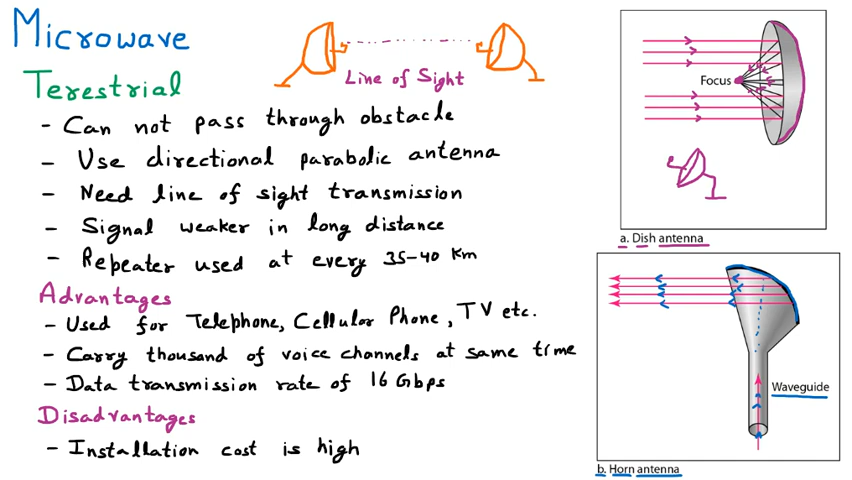 Microwave
Line of Sight
Terestrial
- Can not pass through obstacle
- Use directional parabolic antenna
- Need line of sight transmission
- Signal weaker in long distance
- Repeater used at every 35-40 Km
Advantages
- Used for Telephone, Cellular Phone, TV etc.
- Carry thousand of voice channels at same time
- Data transmission rate of 16 Gbps
Disadvantages
- Installation cost is high
Focus
a. Dish antenna
Waveguide
b. Horn antenna